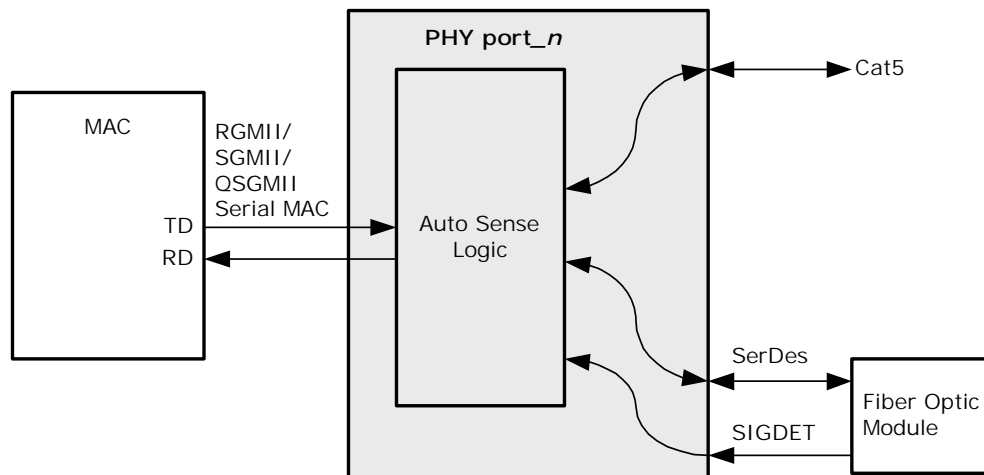 PHY port_n
Cat5
MAC
RGMII/
SGMII/
QSGMII
Serial MAC
TD
RD
Auto Sense
Logic
SerDes
SIGDET
Fiber Optic
Module